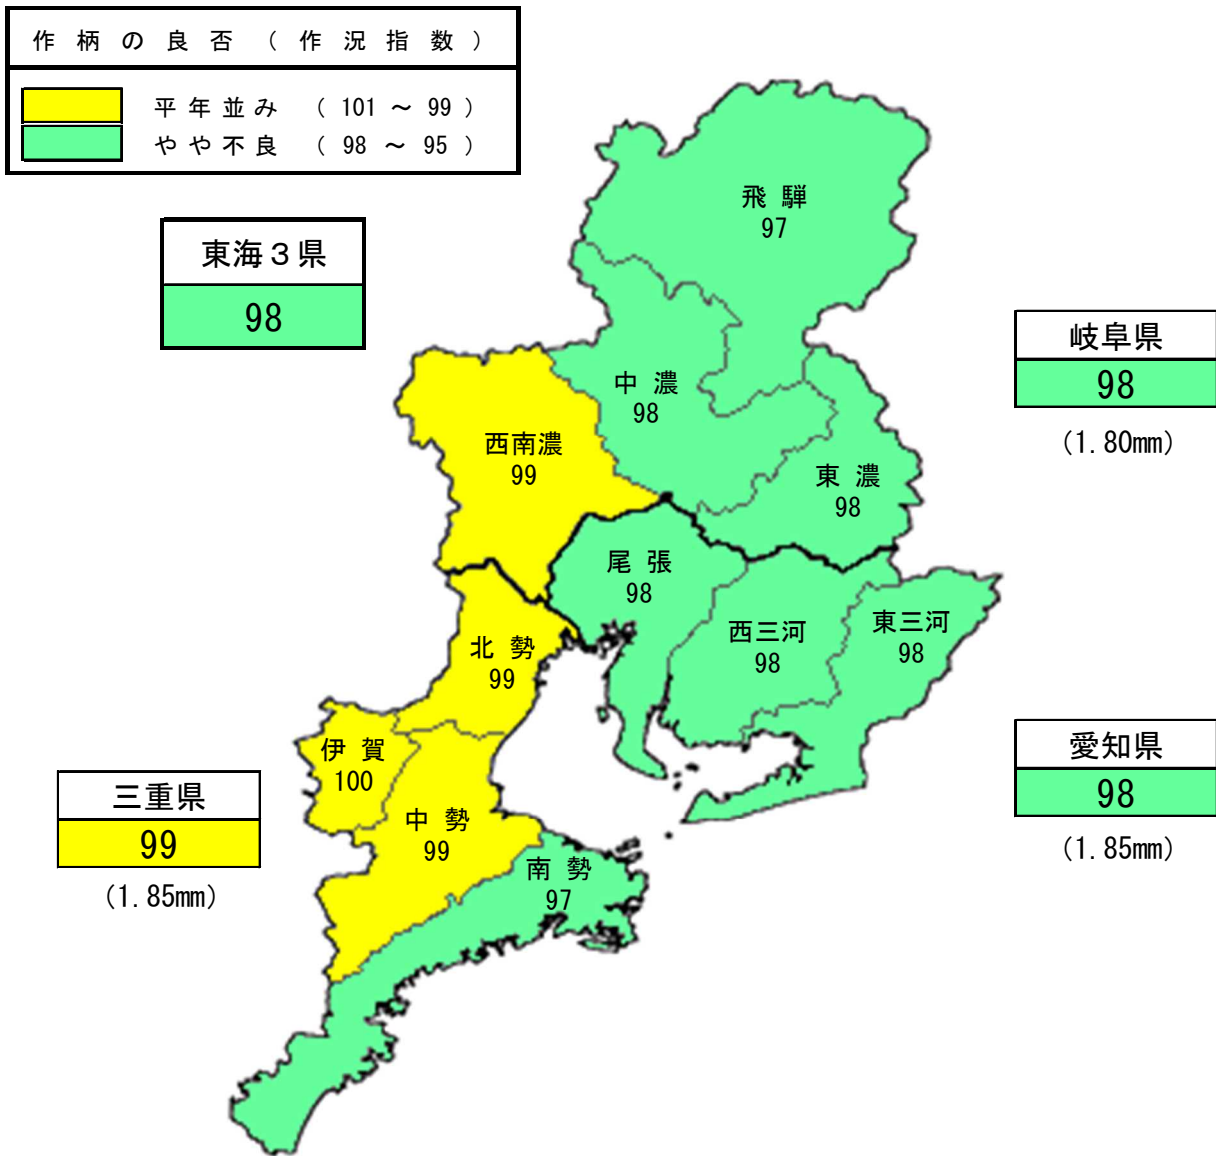 作柄の良否(作況指数)
平年並み (101～99)
やや不良 (98～95)
東海３県
98
飛騨
97
岐阜県
98
(1.80mm)
中濃
98
西南濃
99
東濃
98
尾張
98
西三河
98
東三河
98
北勢
99
伊賀
100
中勢
99
南勢
97
愛知県
98
(1.85mm)
三重県
99
(1.85mm)